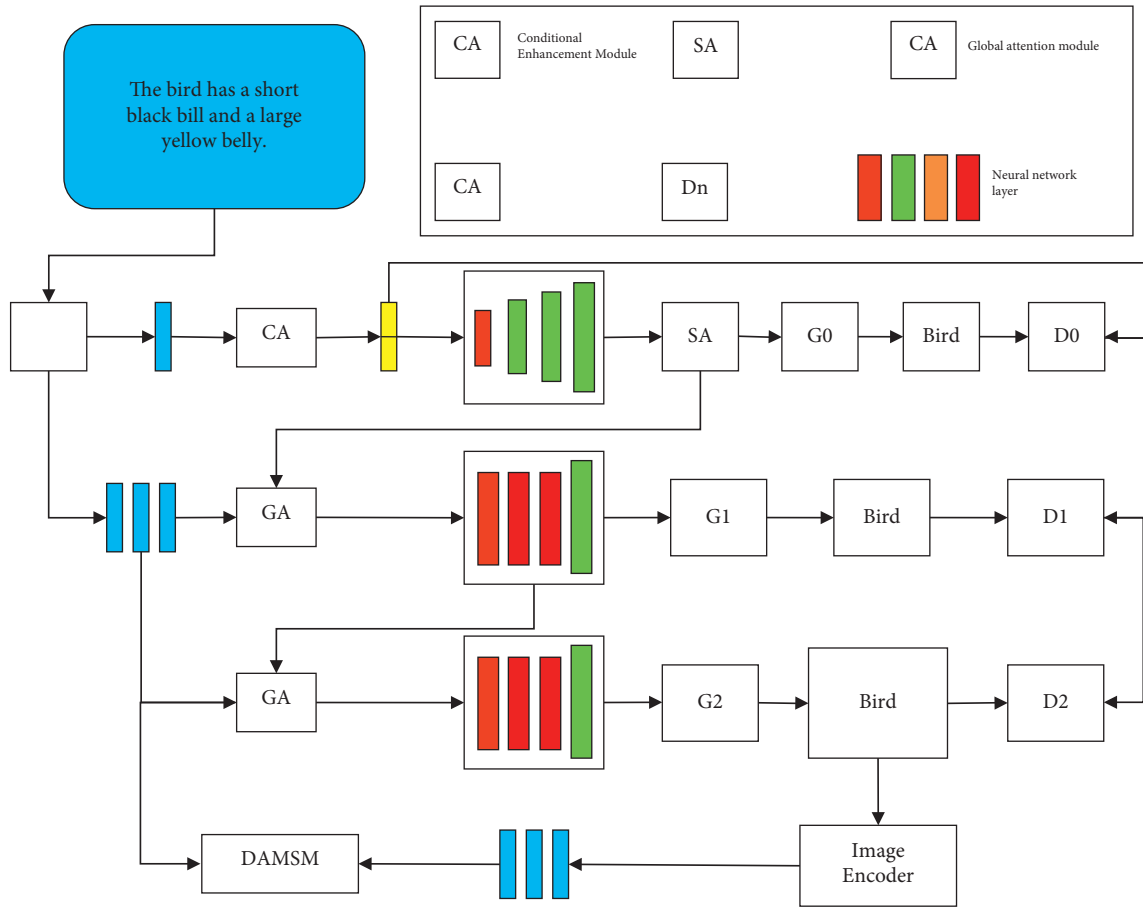 The bird has a short
black bill and a large
yellow belly.
CA
Conditional
Enhancement Module
SA
CA
Global attention module
CA
Dn
Neural network
layer
CA
SA
G0
Bird
D0
GA
G1
Bird
D1
GA
G2
Bird
D2
DAMSM
Image
Encoder